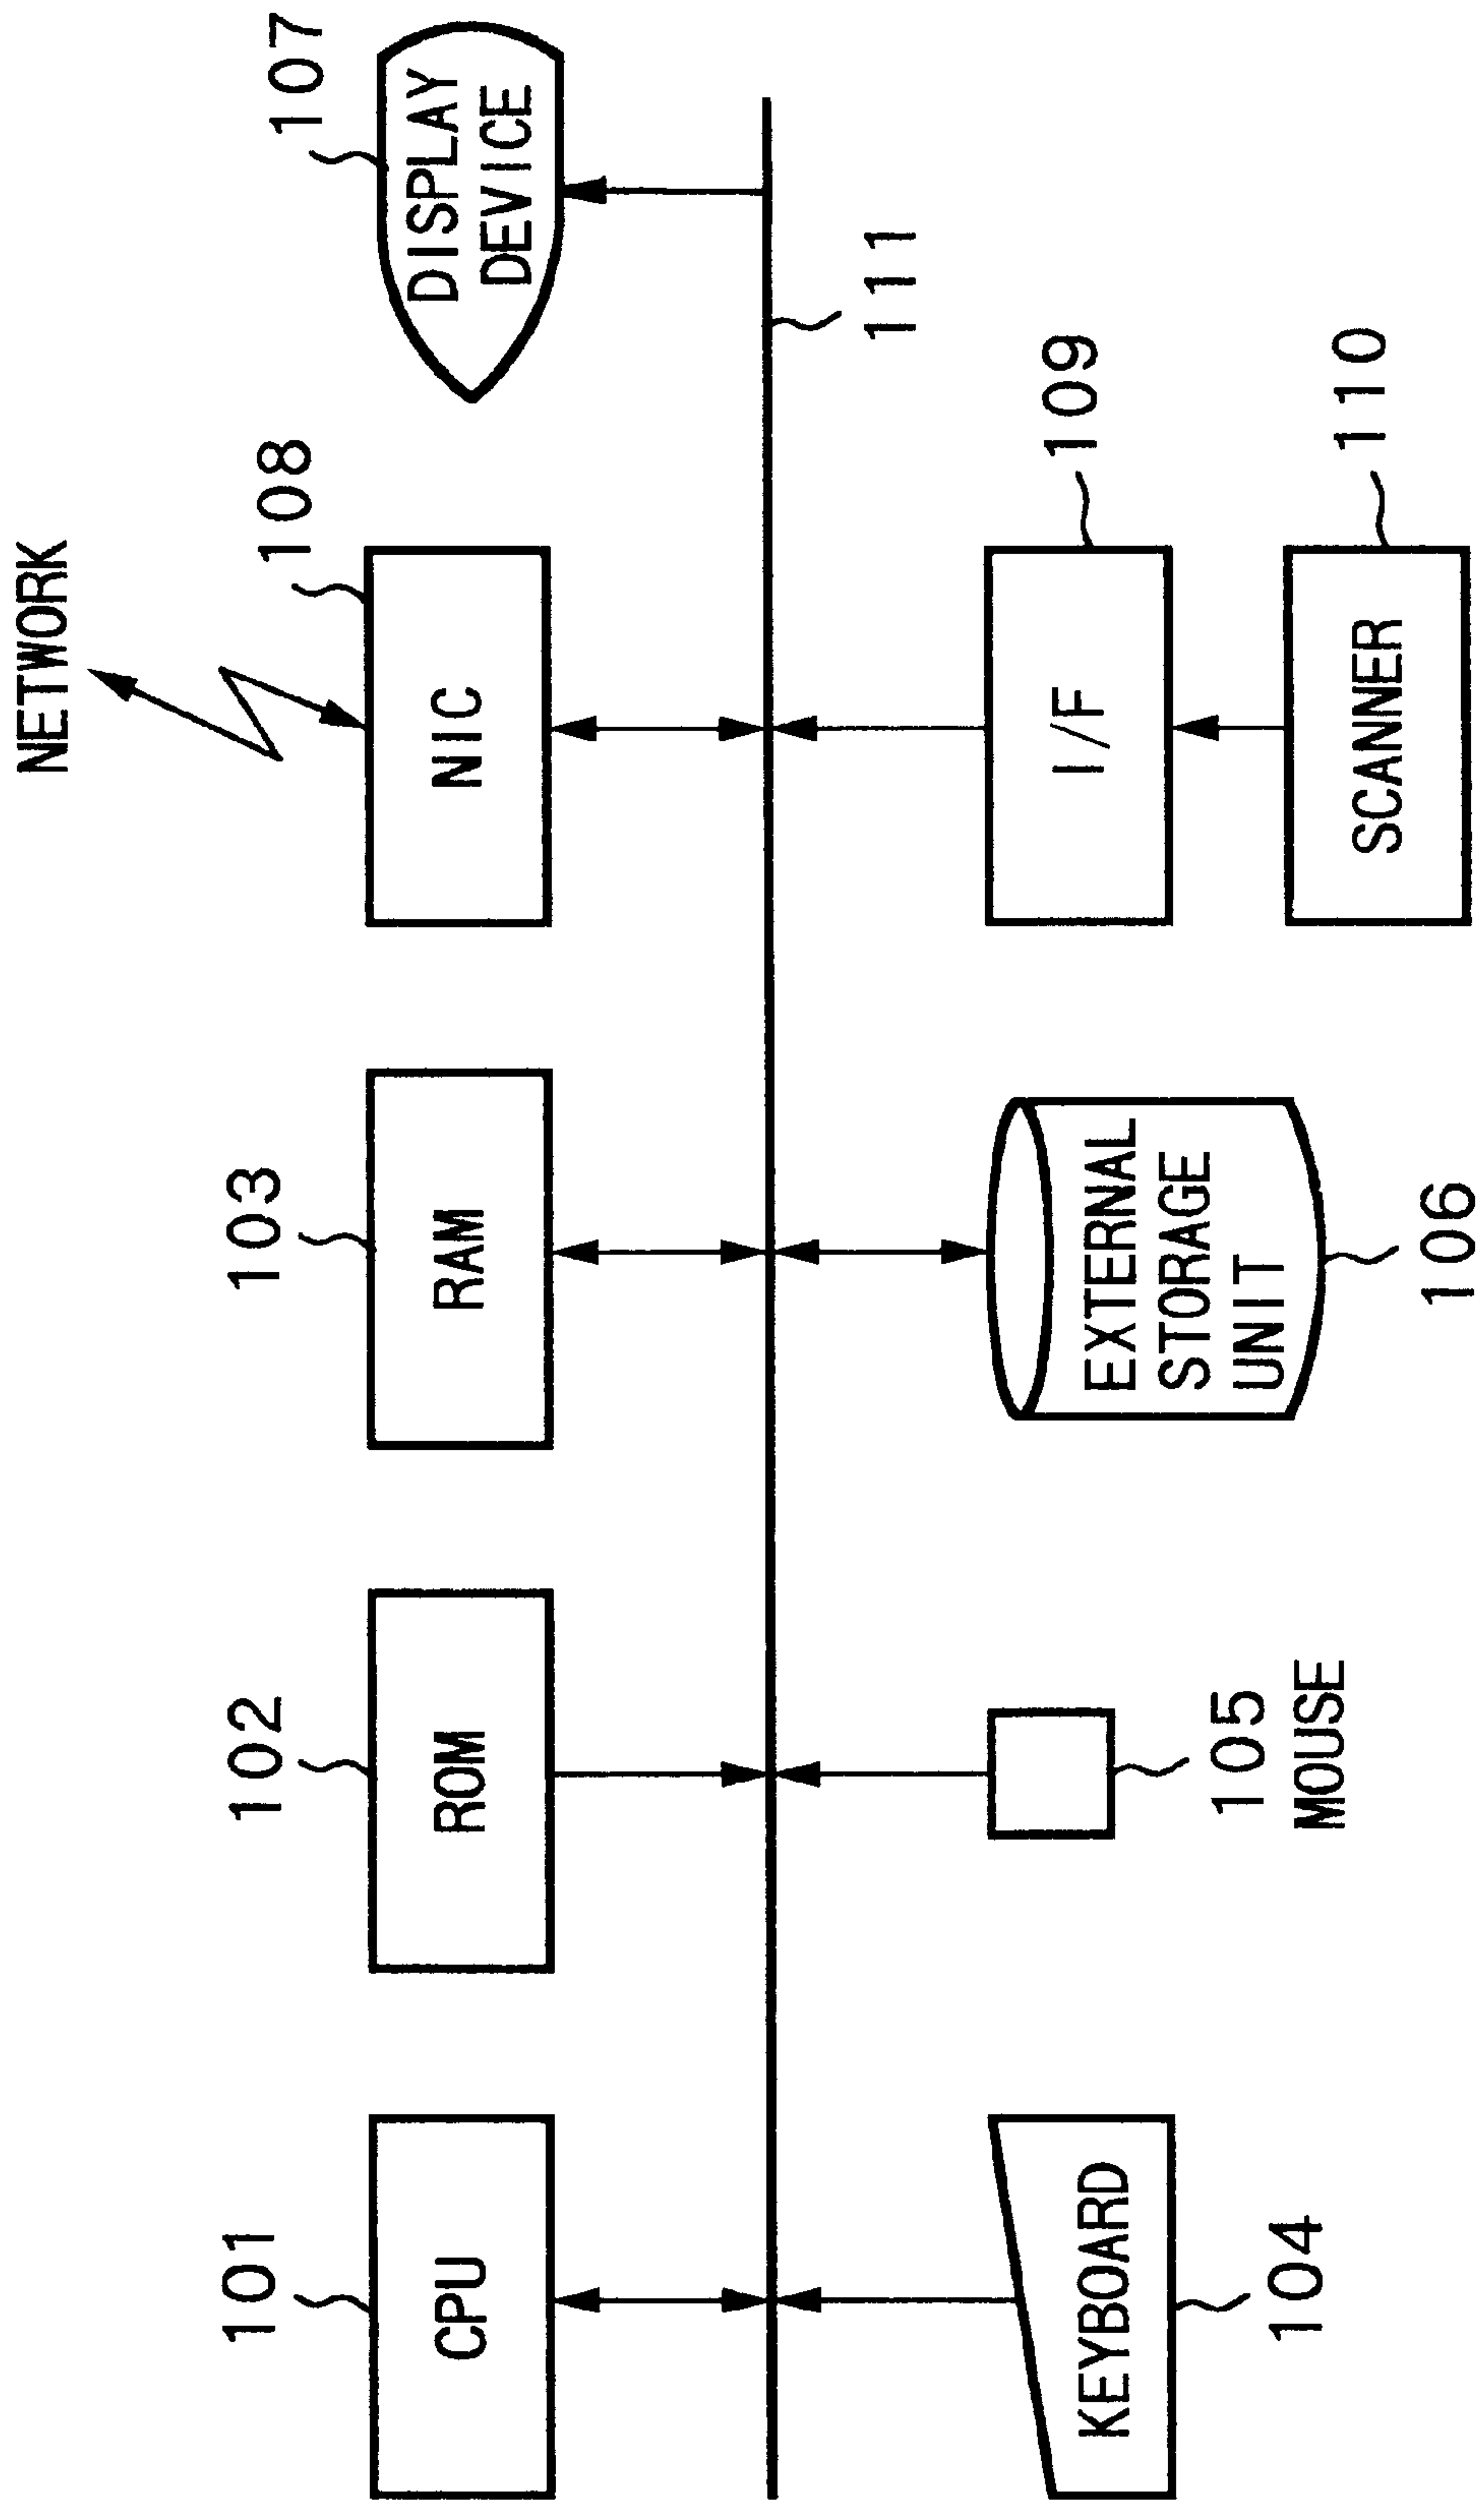 NETWORK
101
102
103
108
107
CPU
ROM
RAM
NIC
DISPLAY
DEVICE
111
KEYBOARD
104
105
MOUSE
EXTERNAL
STORAGE
UNIT
106
I/F
109
SCANNER
110